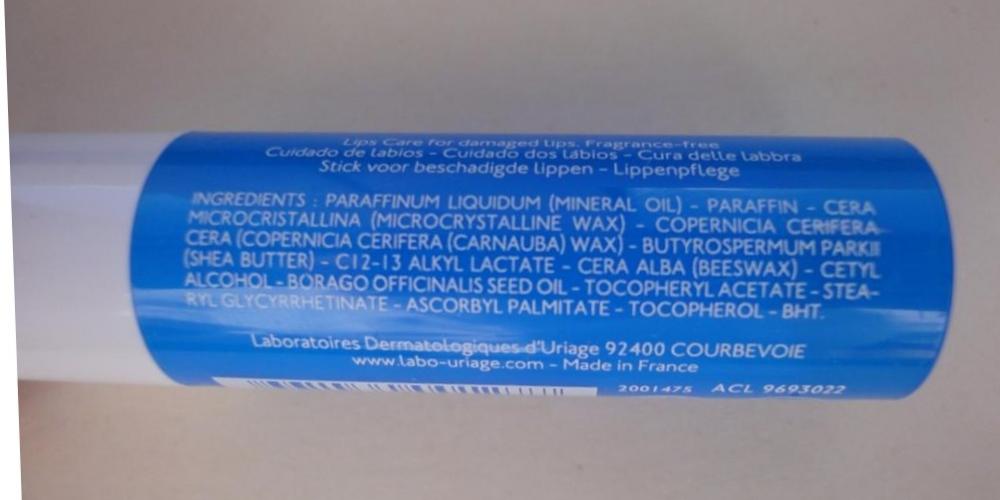 Lips Care for damaged lips. Fragrance-free
Cuidado de labios - Cuidado dos lábios - Cura delle labbra
Stick voor beschadigde lippen - Lippenpflege
INGREDIENTS : PARAFFINUM LIQUIDUM (MINERAL OIL) - PARAFFIN - CERA
MICROCRISTALLINA (MICROCRYSTALLINE WAX) - COPERNICIA CERIFERA
CERA (COPERNICIA CERIFERA (CARNAUBA) WAX) - BUTYROSPERMUM PARKII
(SHEA BUTTER) - C12-13 ALKYL LACTATE - CERA ALBA (BEESWAX) - CETYL
ALCOHOL - BORAGO OFFICINALIS SEED OIL - TOCOPHERYL ACETATE - STEA-
RYL GLYCYRRHETINATE - ASCORBYL PALMITATE - TOCOPHEROL - BHT.
Laboratoires Dermatologiques d'Uriage 92400 COURBEVOIE
www.labo-uriage.com - Made in France
2001475 ACL 9693022